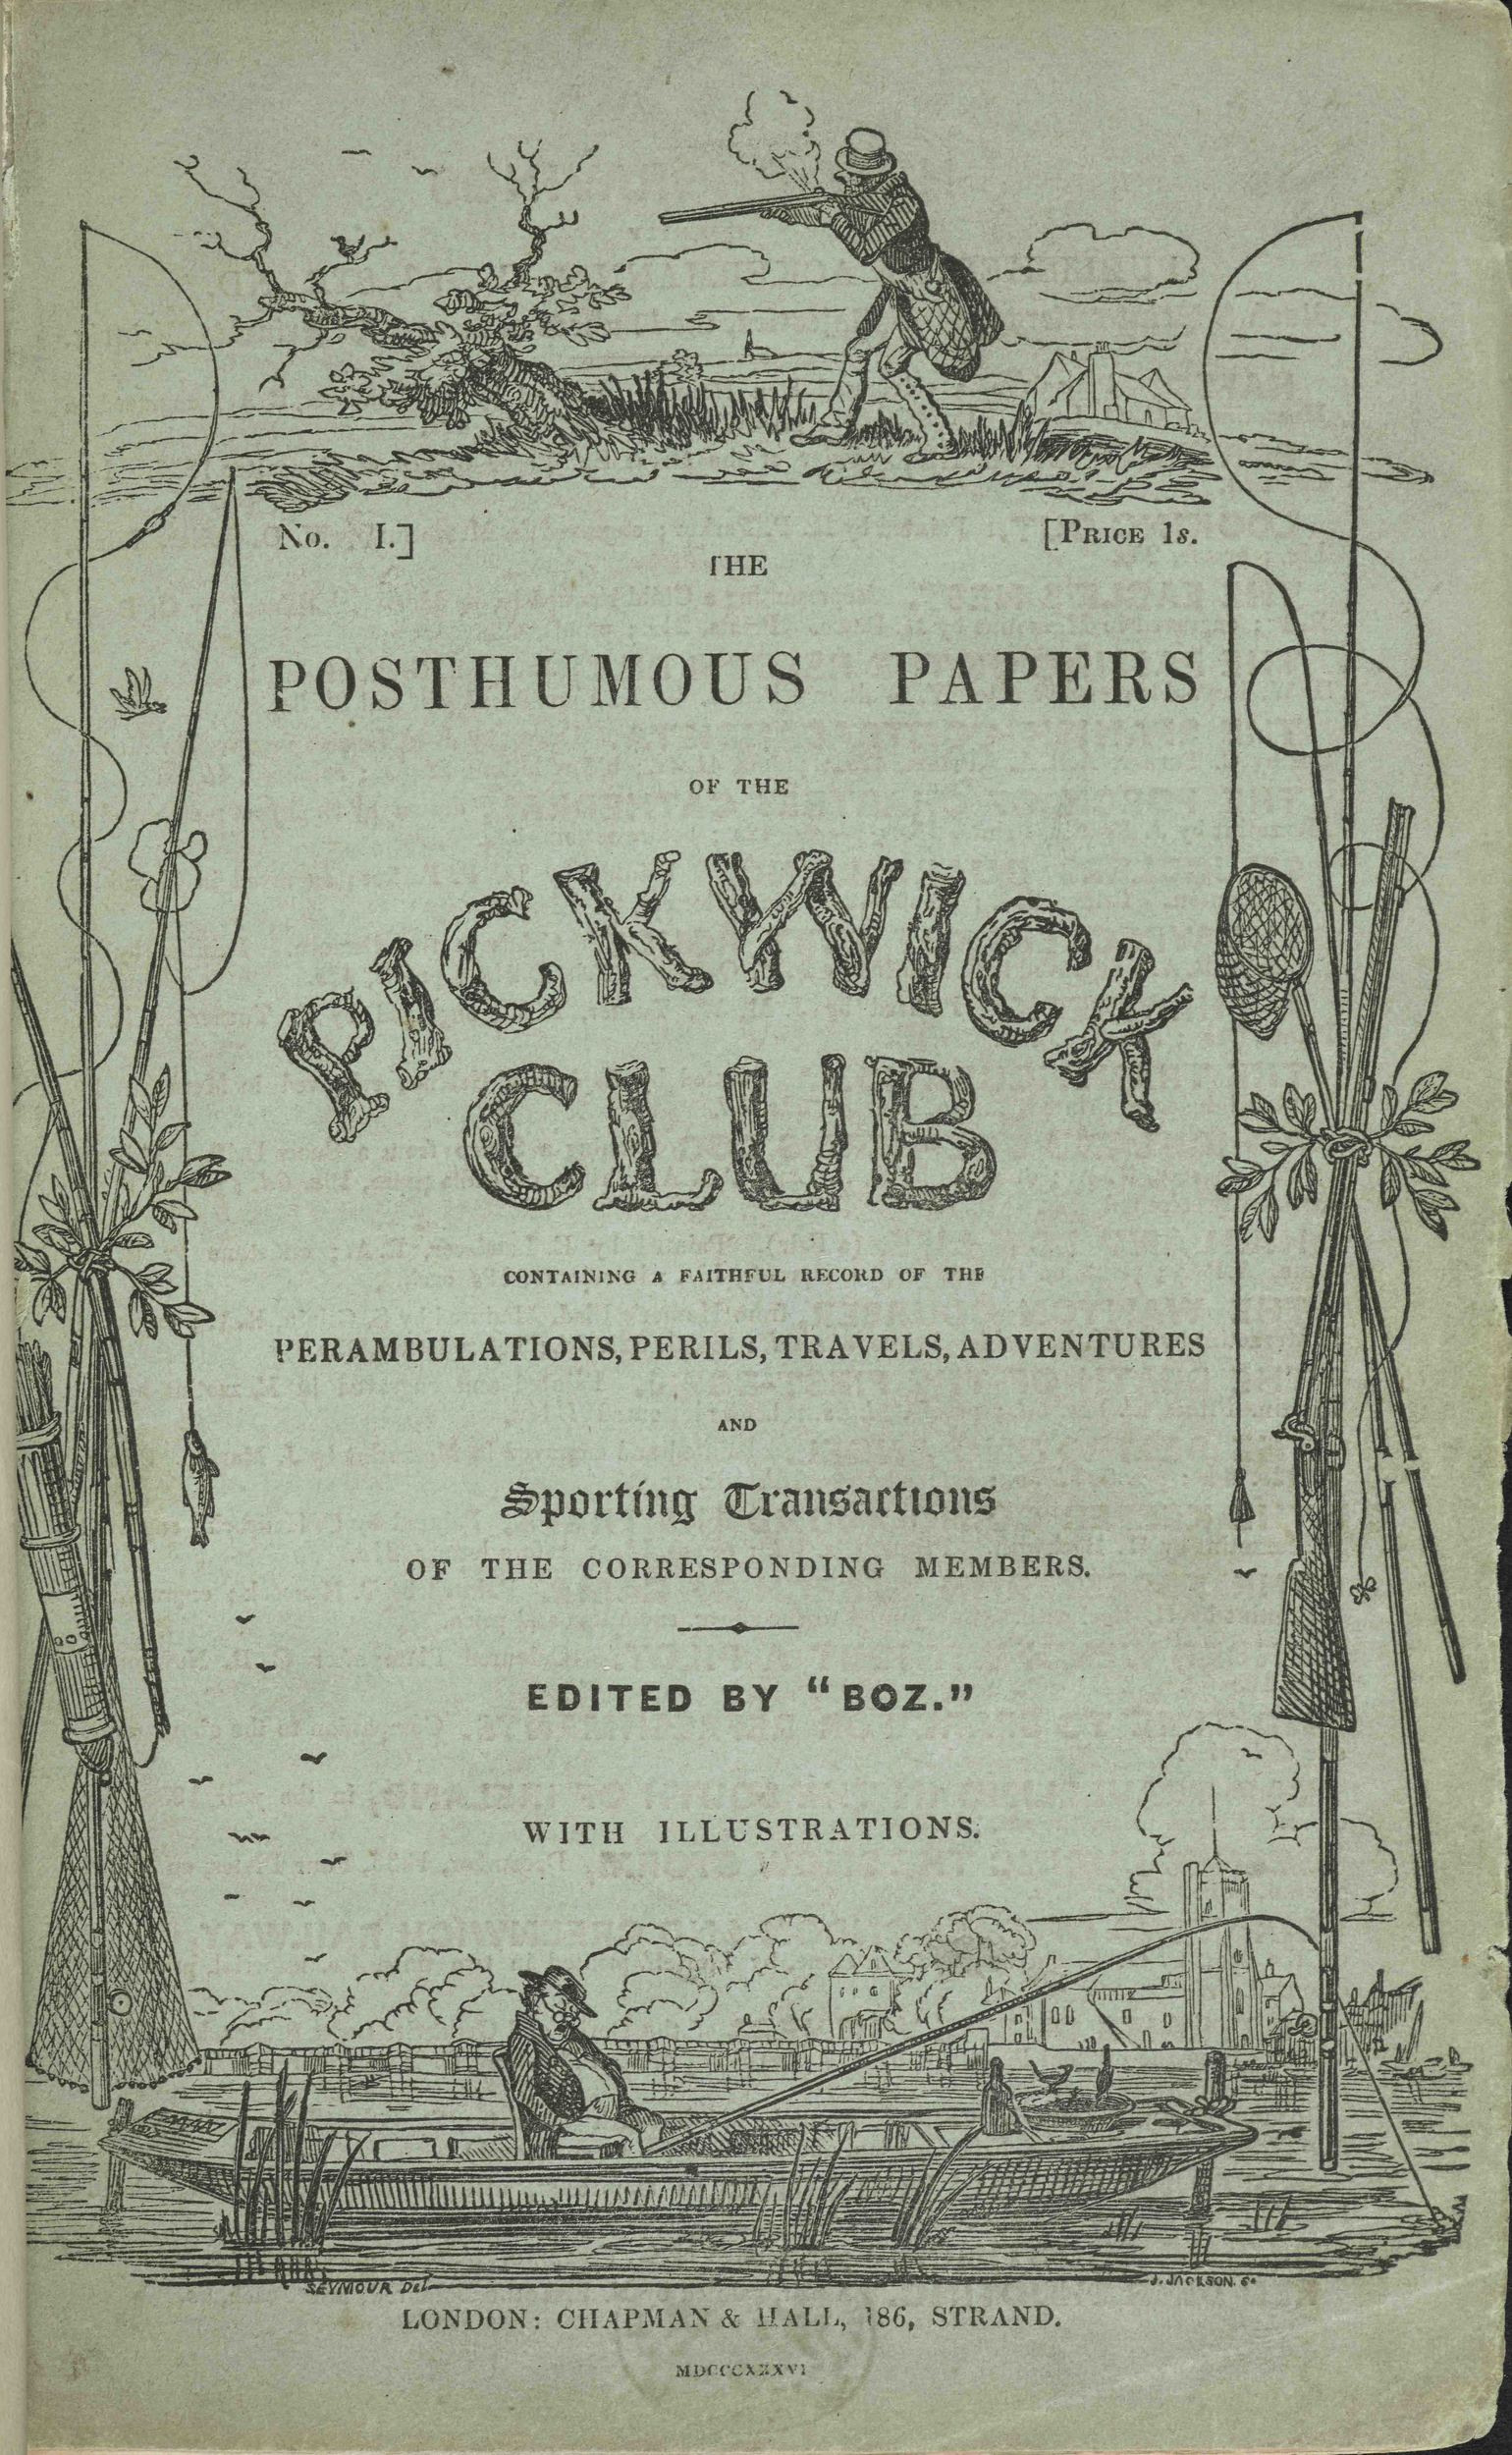 No. I.]
[PRICE 1s.
THE
POSTHUMOUS PAPERS
OF THE
PICKWICK
CLUB
CONTAINING A FAITHFUL RECORD OF THE
PERAMBULATIONS, PERILS, TRAVELS, ADVENTURES
AND
Sporting Transactions
OF THE CORRESPONDING MEMBERS.
EDITED BY "BOZ."
WITH ILLUSTRATIONS.
SEYMOUR Del.
J. JACKSON. Sc
LONDON: CHAPMAN & HALL, 186, STRAND.
MDCCCXXXVI